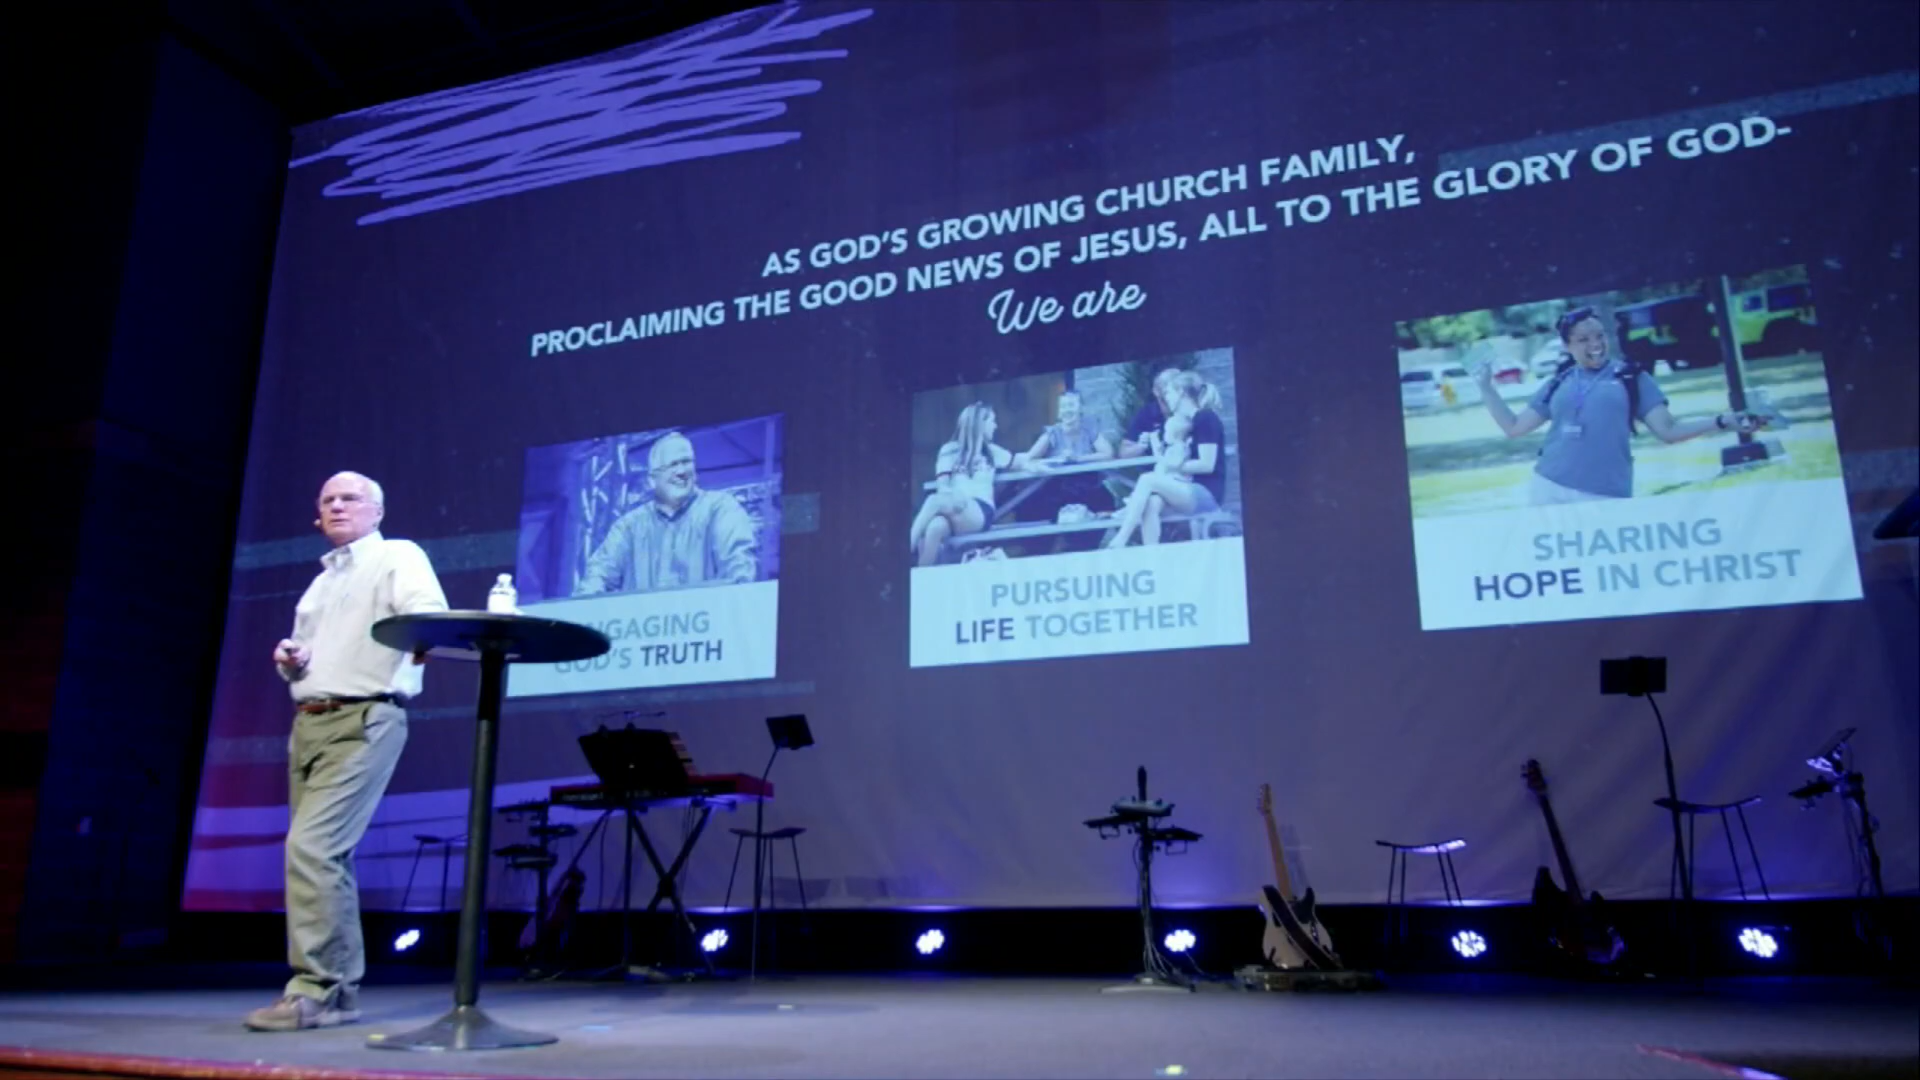 AS GOD'S GROWING CHURCH FAMILY,
PROCLAIMING THE GOOD NEWS OF JESUS, ALL TO THE GLORY OF GOD-
We are
NGAGING
GOD'S TRUTH
PURSUING
LIFE TOGETHER
SHARING
HOPE IN CHRIST